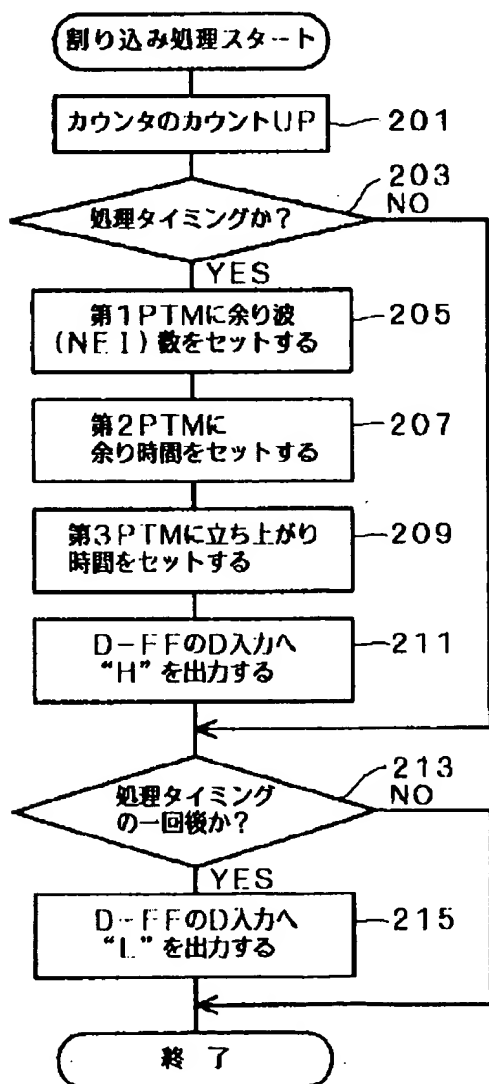 割り込み処理スタート
カウンタのカウントUP
201
処理タイミングか?
203
NO
YES
第1PTMに余り波
(NEI)数をセットする
205
第2PTMに
余り時間をセットする
207
第3PTMに立ち上がり
時間をセットする
209
D-FFのD入力へ
“H”を出力する
211
処理タイミング
の一回後か?
213
NO
YES
D-FFのD入力へ
“L”を出力する
215
終 了